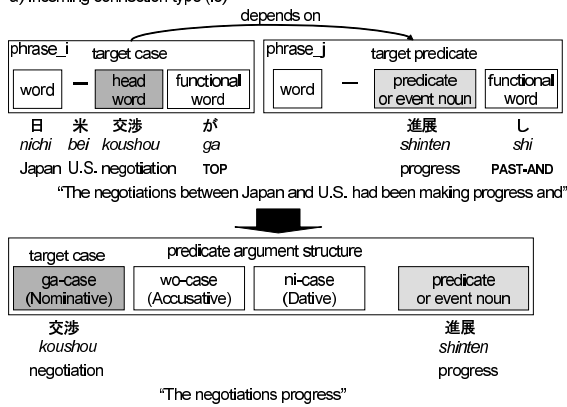 a) Incoming connection type (ic)
depends on
phrase_i target case
phrase_j target predicate
word – head word functional word
word – predicate or event noun functional word
日 米 交渉 が 進展 し
nichi bei koushou ga shinten shi
Japan U.S. negotiation TOP progress PAST-AND
“The negotiations between Japan and U.S. had been making progress and”
target case predicate argument structure
ga-case (Nominative) wo-case (Accusative) ni-case (Dative) predicate or event noun
交渉 進展
koushou shinten
negotiation progress
“The negotiations progress”